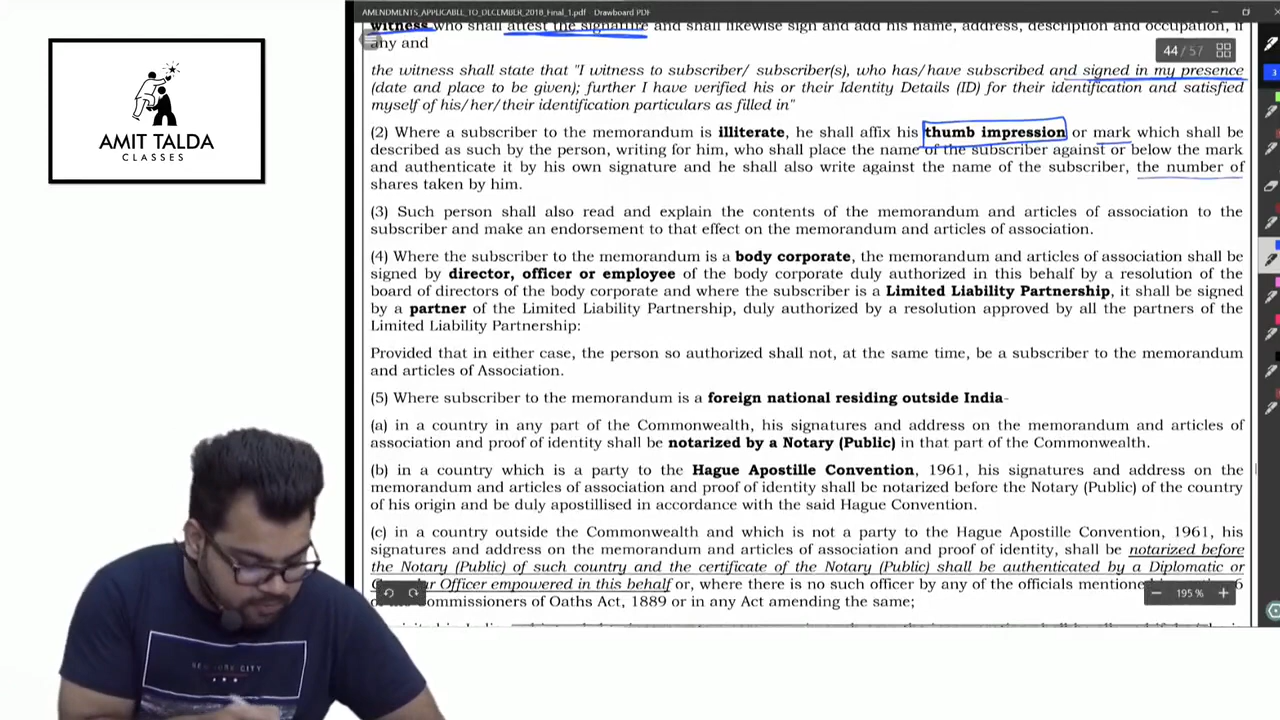 AMENDMENTS_APPLICABLE_TO_DECEMBER_2018_Final_1.pdf - Drawboard PDF
witness who shall attest the signature and shall likewise sign and add his name, address, description and occupation, if
any and
44 / 57
the witness shall state that "I witness to subscriber/ subscriber(s), who has/have subscribed and signed in my presence
(date and place to be given); further I have verified his or their Identity Details (ID) for their identification and satisfied
myself of his/her/their identification particulars as filled in"
AMIT TALDA
CLASSES
(2) Where a subscriber to the memorandum is illiterate, he shall affix his thumb impression or mark which shall be
described as such by the person, writing for him, who shall place the name of the subscriber against or below the mark
and authenticate it by his own signature and he shall also write against the name of the subscriber, the number of
shares taken by him.
(3) Such person shall also read and explain the contents of the memorandum and articles of association to the
subscriber and make an endorsement to that effect on the memorandum and articles of association.
(4) Where the subscriber to the memorandum is a body corporate, the memorandum and articles of association shall be
signed by director, officer or employee of the body corporate duly authorized in this behalf by a resolution of the
board of directors of the body corporate and where the subscriber is a Limited Liability Partnership, it shall be signed
by a partner of the Limited Liability Partnership, duly authorized by a resolution approved by all the partners of the
Limited Liability Partnership:
Provided that in either case, the person so authorized shall not, at the same time, be a subscriber to the memorandum
and articles of Association.
(5) Where subscriber to the memorandum is a foreign national residing outside India-
(a) in a country in any part of the Commonwealth, his signatures and address on the memorandum and articles of
association and proof of identity shall be notarized by a Notary (Public) in that part of the Commonwealth.
(b) in a country which is a party to the Hague Apostille Convention, 1961, his signatures and address on the
memorandum and articles of association and proof of identity shall be notarized before the Notary (Public) of the country
of his origin and be duly apostillised in accordance with the said Hague Convention.
(c) in a country outside the Commonwealth and which is not a party to the Hague Apostille Convention, 1961, his
signatures and address on the memorandum and articles of association and proof of identity, shall be notarized before
the Notary (Public) of such country and the certificate of the Notary (Public) shall be authenticated by a Diplomatic or
Officer empowered in this behalf or, where there is no such officer by any of the officials mentione 6
Commissioners of Oaths Act, 1889 or in any Act amending the same;
195 %
YORK CITY